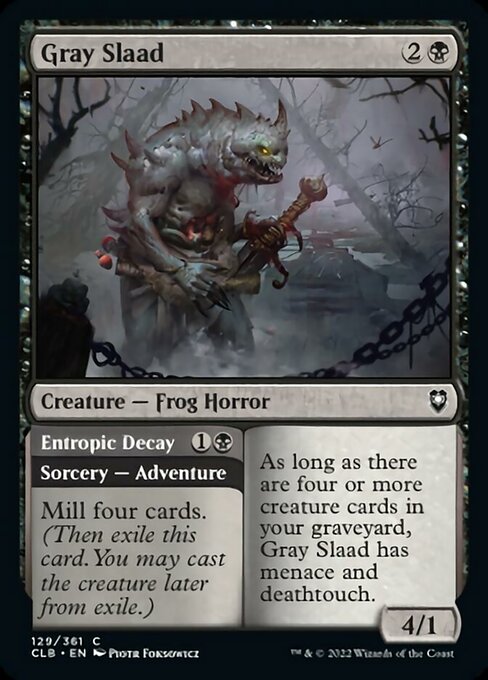 Gray Slaad 2
Creature — Frog Horror
Entropic Decay 1
Sorcery — Adventure
Mill four cards.
(Then exile this
card. You may cast
the creature later
from exile.)
As long as there
are four or more
creature cards in
your graveyard,
Gray Slaad has
menace and
deathtouch.
4/1
129/361 C
CLB • EN Piotr Foksowicz
™ & © 2022 Wizards of the Coast